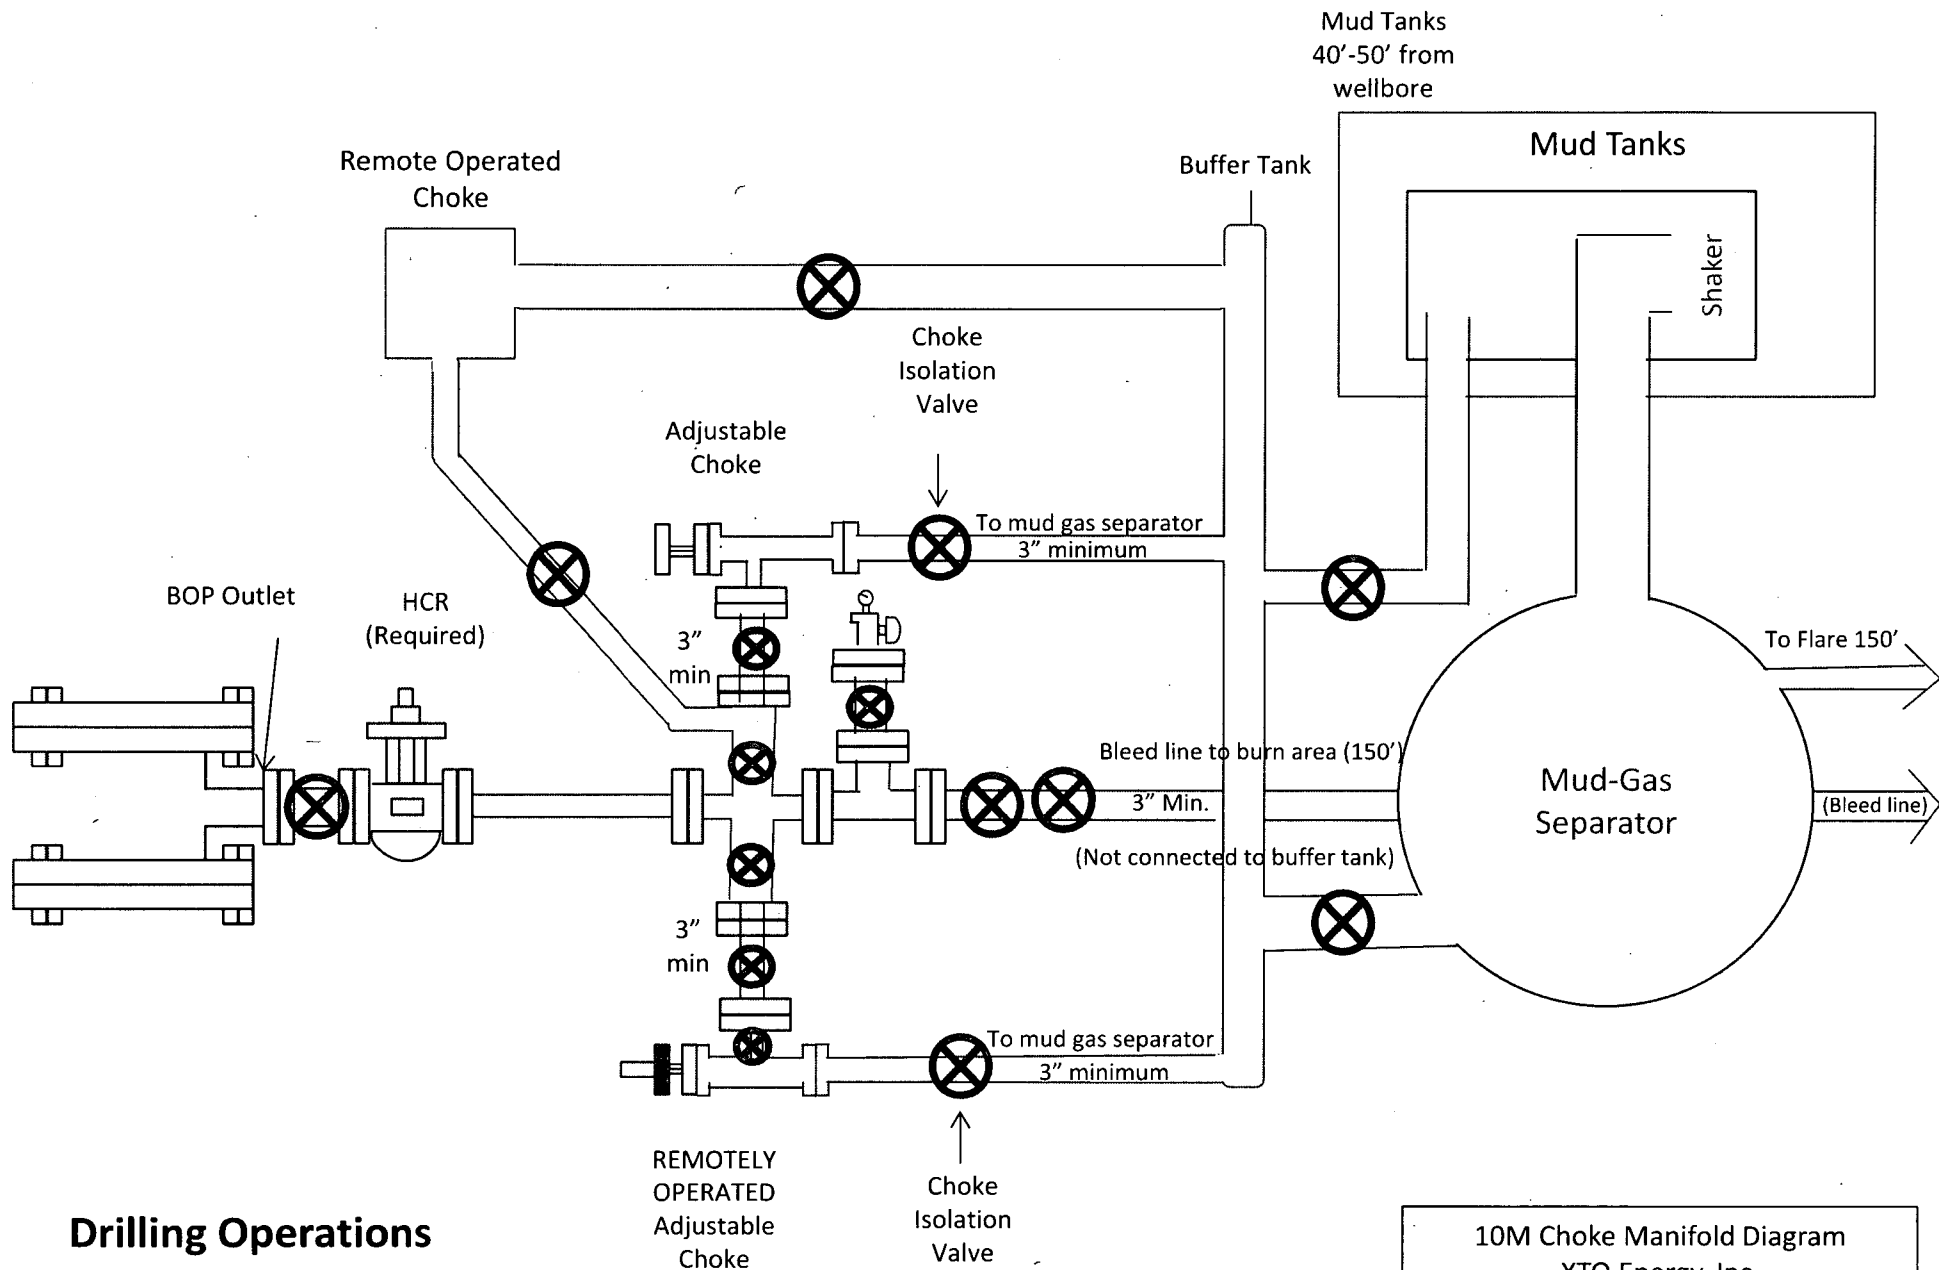 Mud Tanks
40’-50’ from
wellbore
Mud Tanks
Remote Operated
Choke
Buffer Tank
Shaker
Choke
Isolation
Valve
Adjustable
Choke
To mud gas separator
3” minimum
BOP Outlet
HCR
(Required)
3”
min
To Flare 150’
Bleed line to burn area (150’)
3” Min.
Mud-Gas
Separator
(Bleed line)
(Not connected to buffer tank)
3”
min
To mud gas separator
3” minimum
REMOTELY
OPERATED
Adjustable
Choke
Choke
Isolation
Valve
Drilling Operations
10M Choke Manifold Diagram
XTO Energy, Inc.